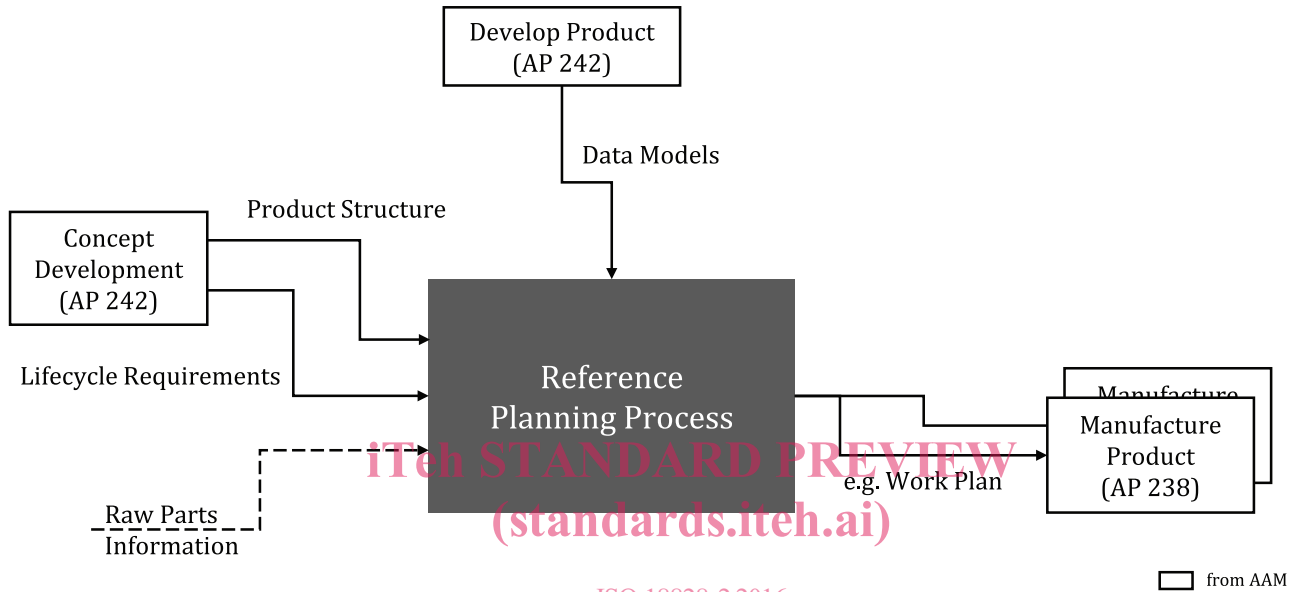 Develop Product
(AP 242)
Data Models
Product Structure
Concept
Development
(AP 242)
Lifecycle Requirements
Reference
Planning Process
Manufacture
Manufacture
Product
(AP 238)
e.g. Work Plan
iTeh STANDARD PREVIEW
(standards.iteh.ai)
Raw Parts
Information
from AAM